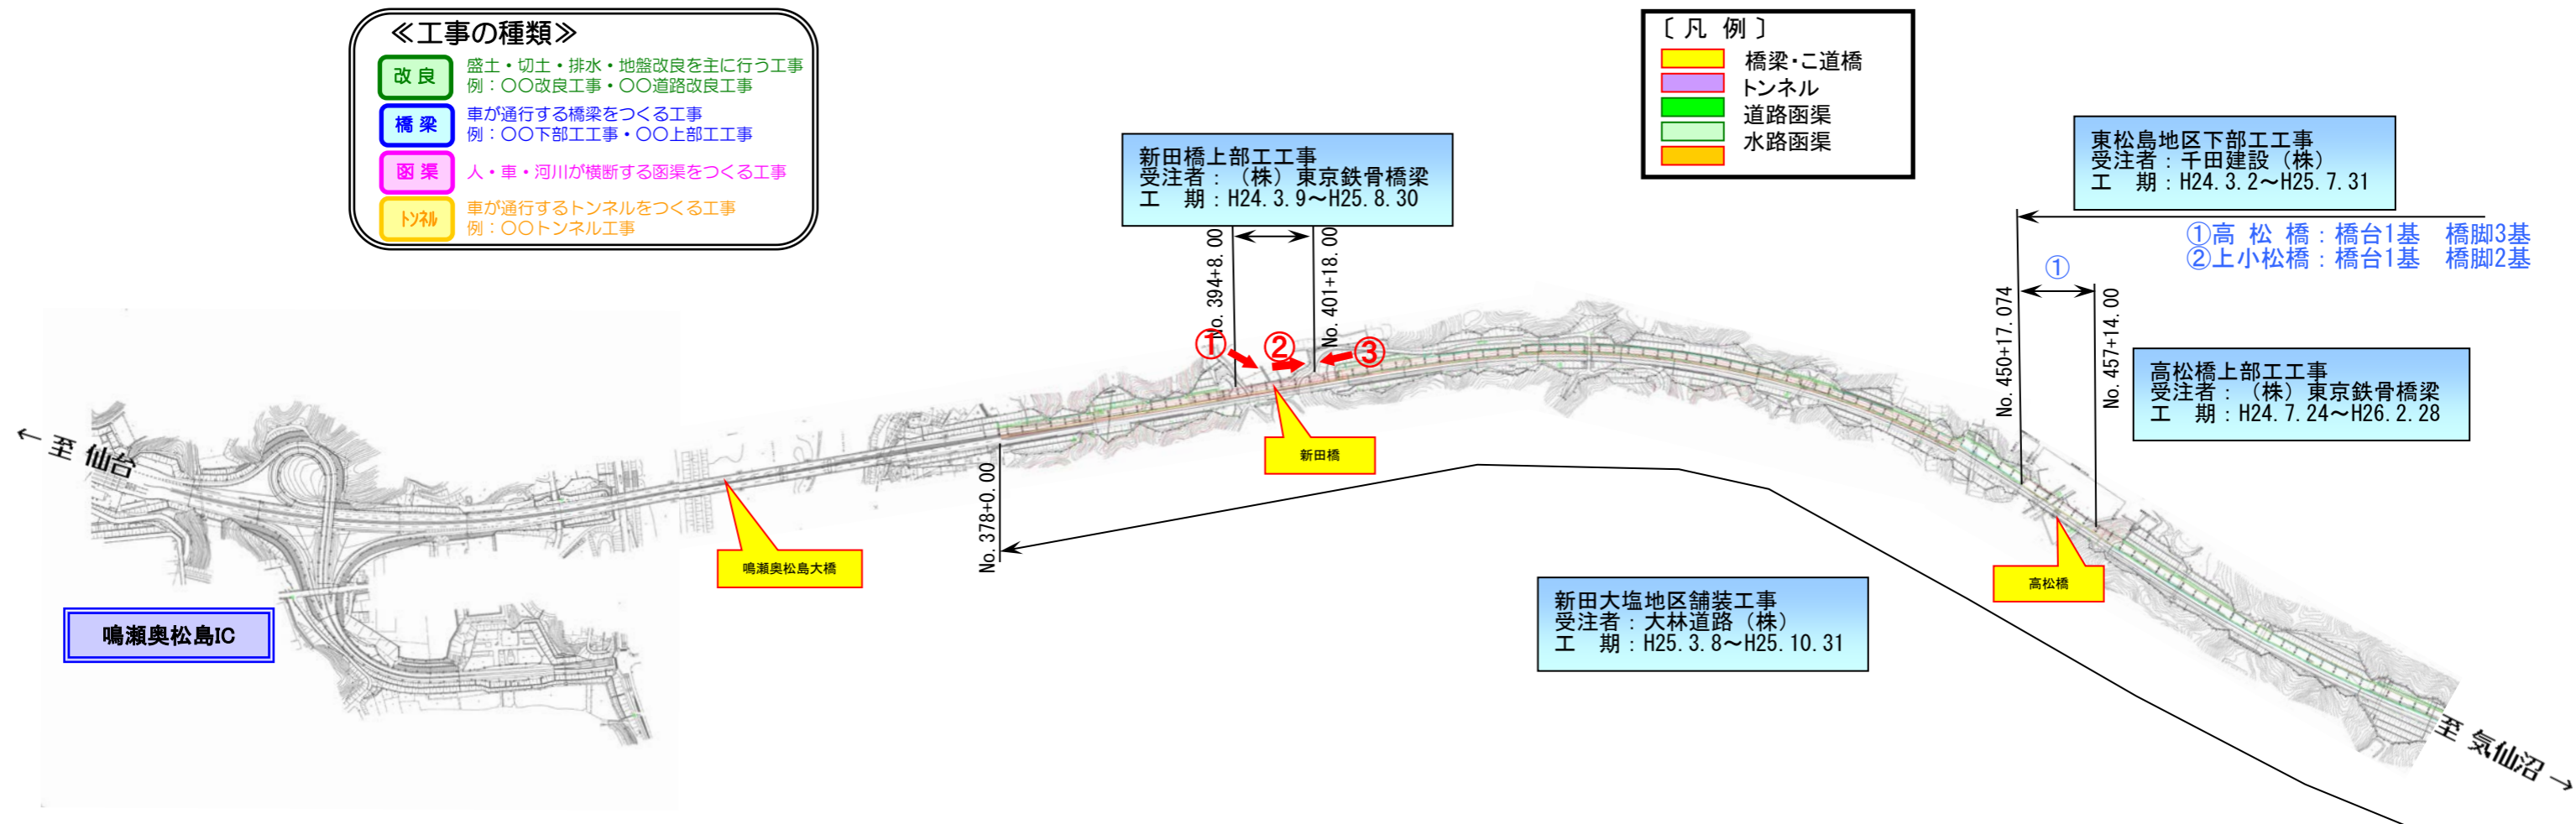 ≪工事の種類≫
改良
盛土・切土・排水・地盤改良を主に行う工事
例：〇〇改良工事・〇〇道路改良工事
橋梁
車が通行する橋梁をつくる工事
例：〇〇下部工工事・〇〇上部工工事
函渠
人・車・河川が横断する函渠をつくる工事
トンネル
車が通行するトンネルをつくる工事
例：〇〇トンネル工事
〔 凡 例 〕
橋梁・こ道橋
トンネル
道路函渠
水路函渠
新田橋上部工工事
受注者：（株）東京鉄骨橋梁
工　期：H24.3.9～H25.8.30
東松島地区下部工工事
受注者：千田建設（株）
工　期：H24.3.2～H25.7.31
①高 松 橋：橋台1基　橋脚3基
②上小松橋：橋台1基　橋脚2基
①
No.394+8.00
No.401+18.00
No.450+17.074
No.457+14.00
①
②
③
高松橋上部工工事
受注者：（株）東京鉄骨橋梁
工　期：H24.7.24～H26.2.28
← 至 仙台
新田橋
No.378+0.00
鳴瀬奥松島大橋
高松橋
新田大塩地区舗装工事
受注者：大林道路（株）
工　期：H25.3.8～H25.10.31
鳴瀬奥松島IC
至 気仙沼 →